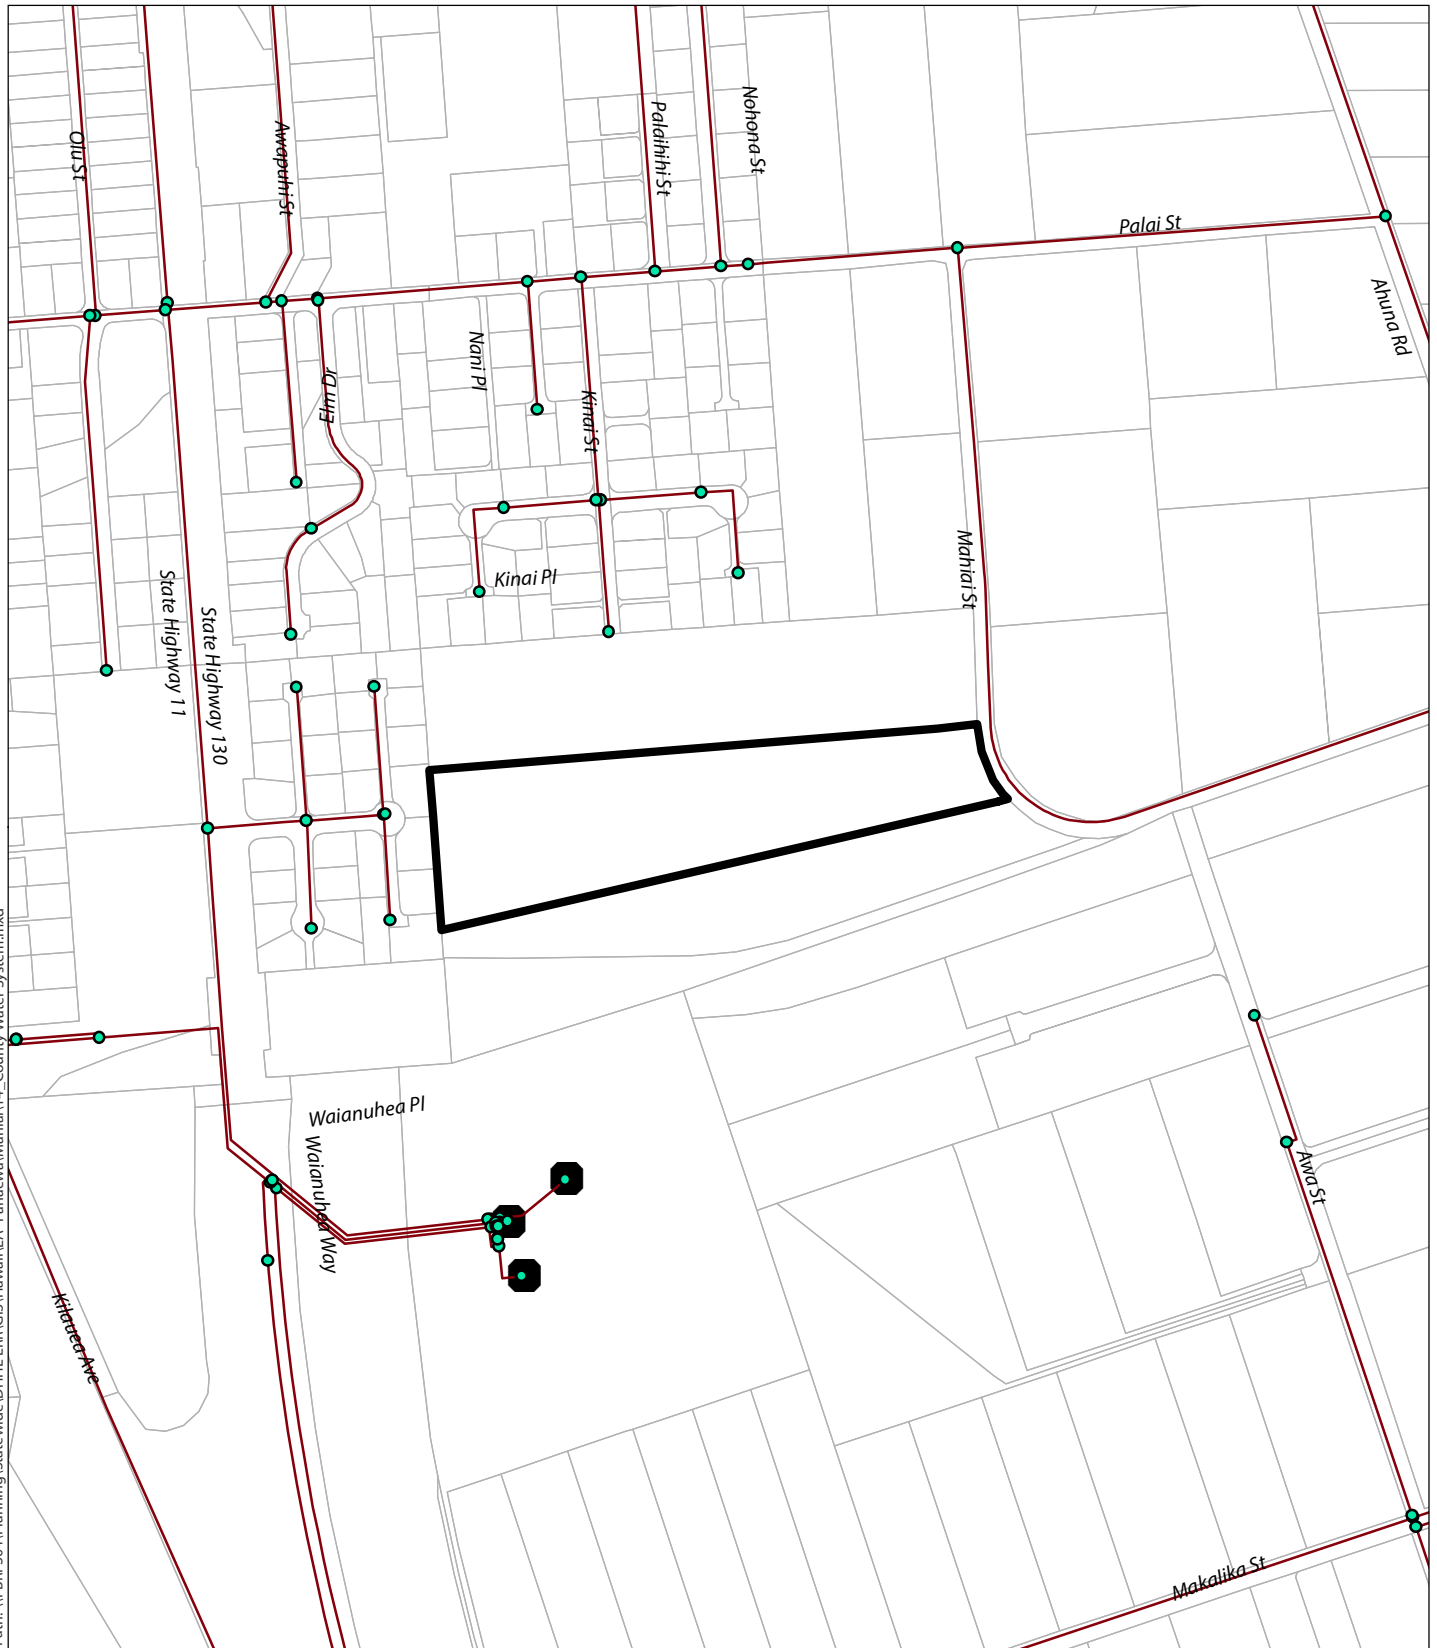 Olu St
Awapuhi St
Palaihihi St
Nohona St
Palai St
Ahuna Rd
Nani Pl
Elm Dr
Kinai St
Mahiai St
Kinai Pl
State Highway 11
State Highway 130
Waianuhea Pl
Waianuhea Way
Awa St
Kilauea Ave
Makalika St